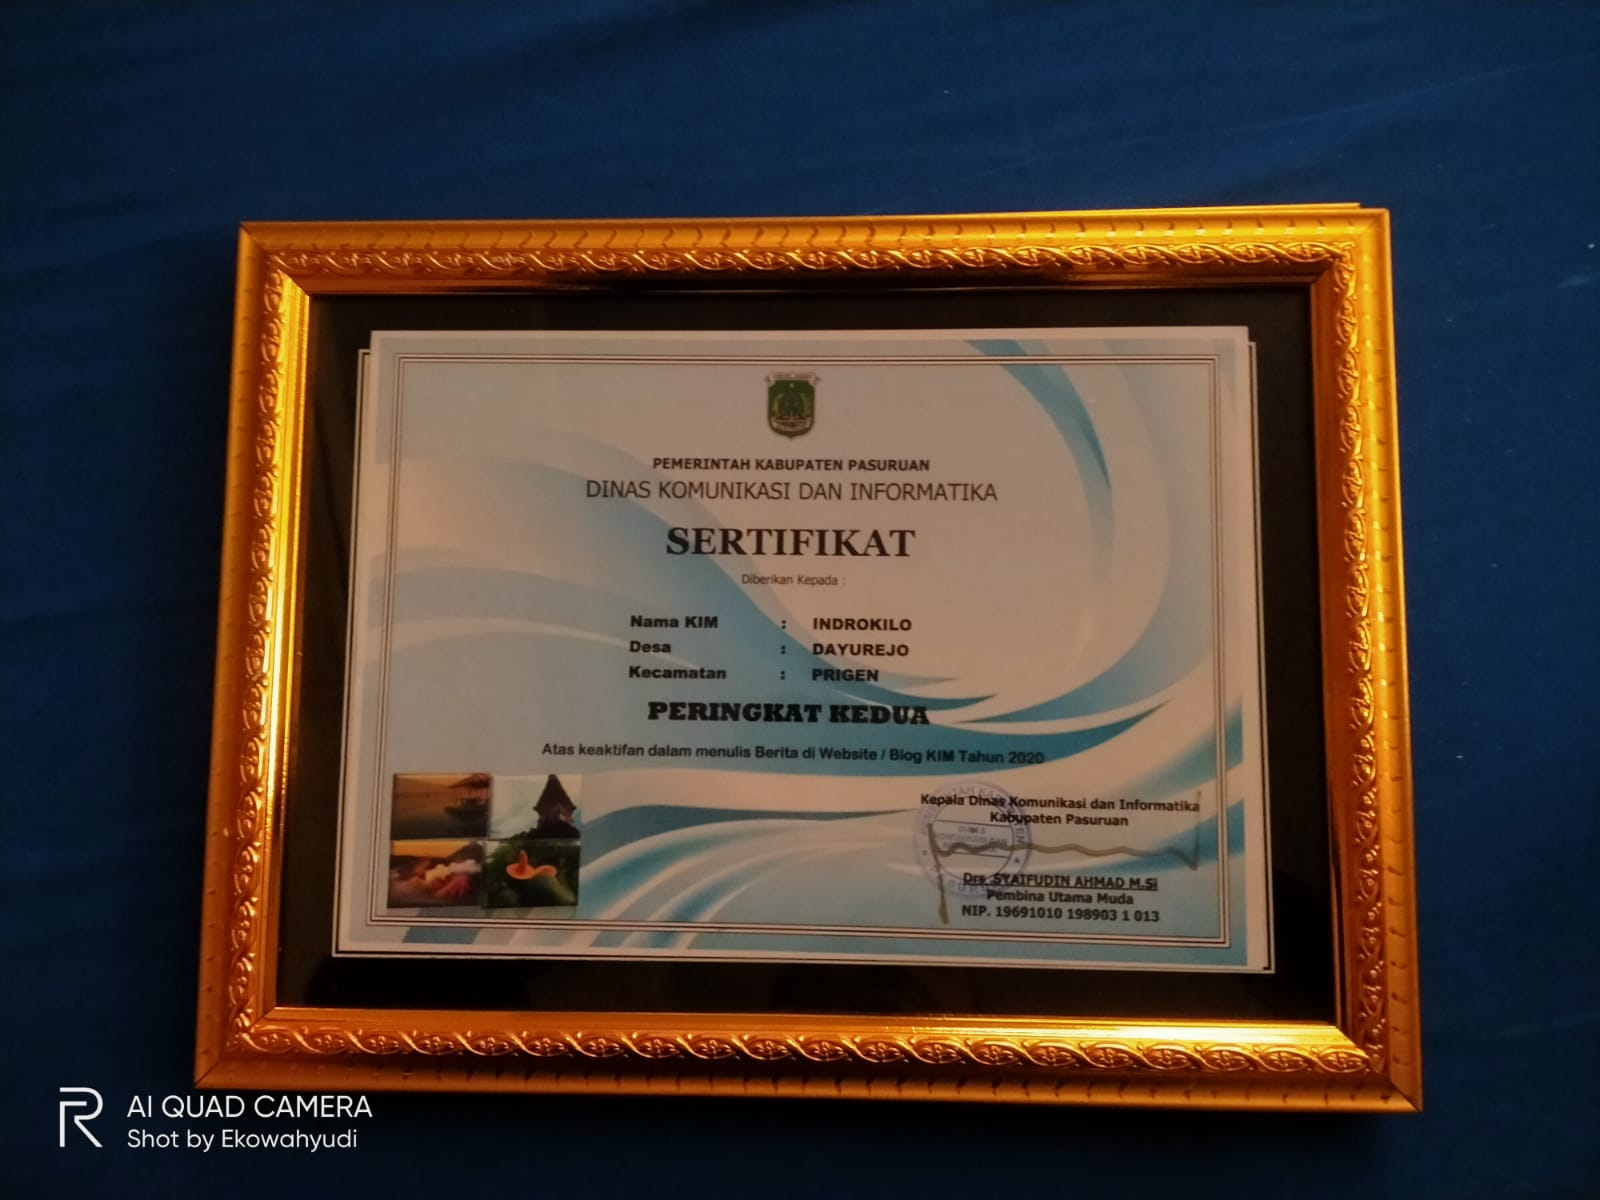 PEMERINTAH KABUPATEN PASURUAN
DINAS KOMUNIKASI DAN INFORMATIKA
SERTIFIKAT
Diberikan Kepada :
Nama KIM : INDROKILO
Desa : DAYUREJO
Kecamatan : PRIGEN
PERINGKAT KEDUA
Atas keaktifan dalam menulis Berita di Website / Blog KIM Tahun 2020
Kepala Dinas Komunikasi dan Informatika
Kabupaten Pasuruan
Drs. SYAIFUDIN AHMAD M.Si
Pembina Utama Muda
NIP. 19691010 198903 1 013
AI QUAD CAMERA
Shot by Ekowahyudi